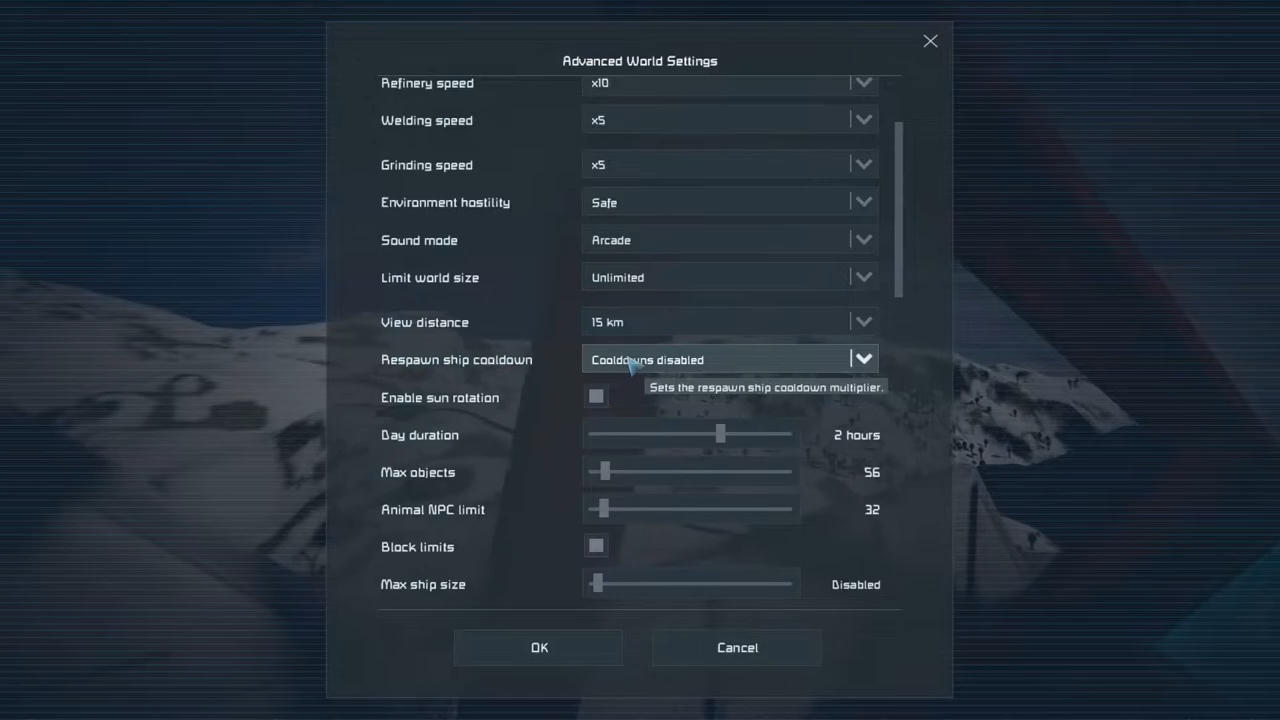 Advanced World Settings
Refinery speed x10
Welding speed x5
Grinding speed x5
Environment hostility Safe
Sound mode Arcade
Limit world size Unlimited
View distance 15 km
Respawn ship cooldown Cooldowns disabled
Sets the respawn ship cooldown multiplier.
Enable sun rotation
Day duration 2 hours
Max objects 56
Animal NPC limit 32
Block limits
Max ship size Disabled
OK Cancel